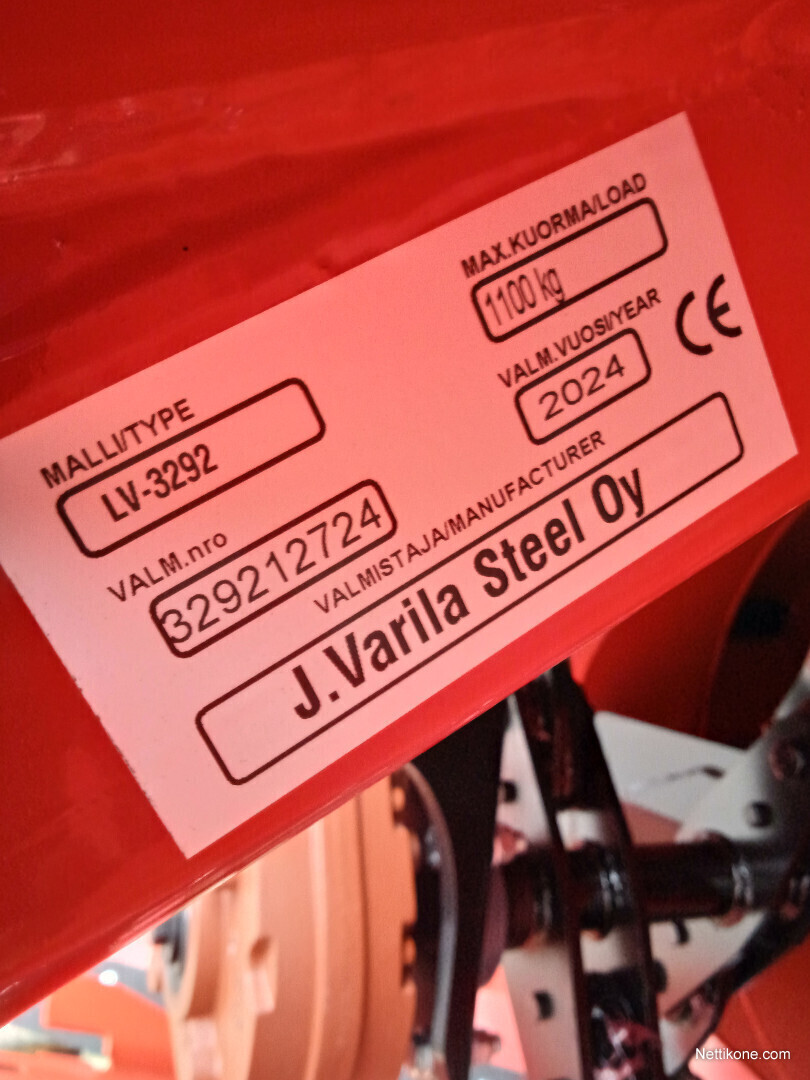 MAX.KUORMA/LOAD
1100 kg
MALLI/TYPE
LV-3292
VALM.VUOSI/YEAR
2024
CE
VALM.nro
329212724
VALMISTAJA/MANUFACTURER
J.Varila Steel Oy
Nettikone.com